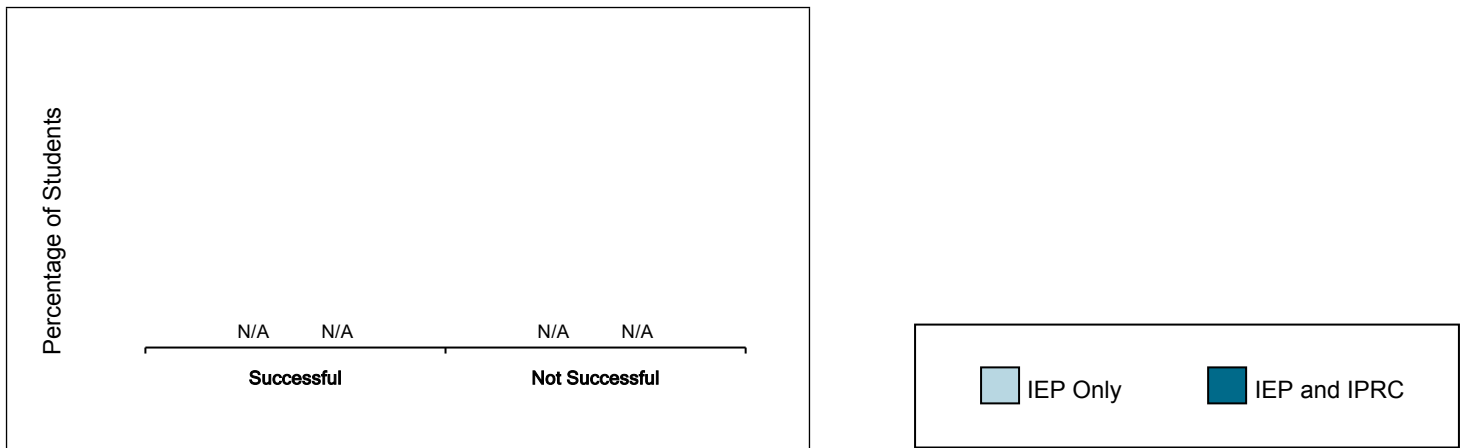 Percentage of Students
N/A N/A N/A N/A
Successful Not Successful
IEP Only IEP and IPRC